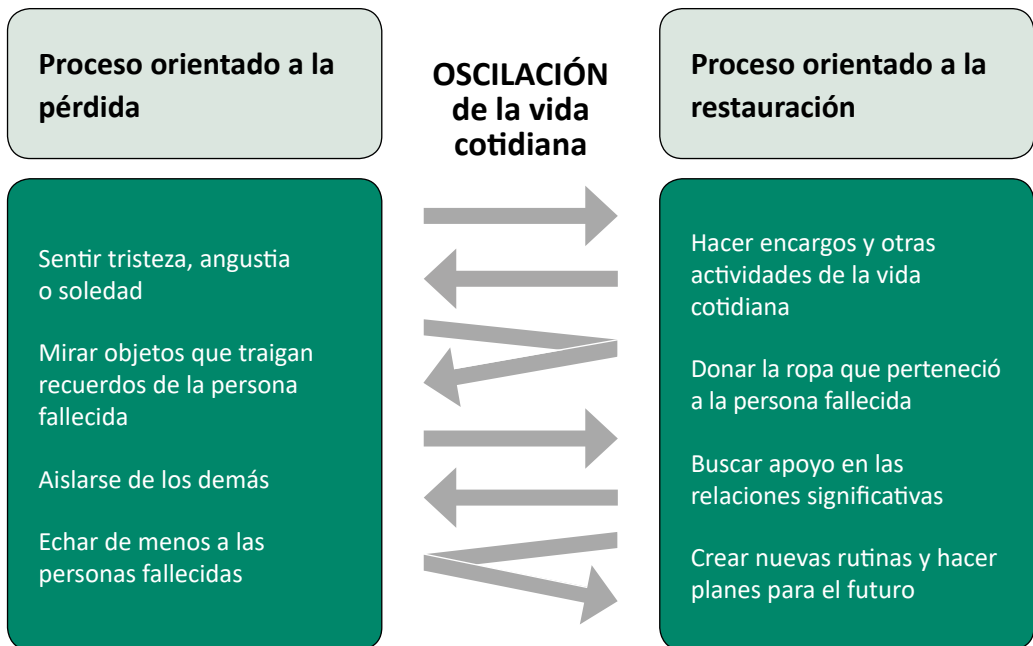 Proceso orientado a la
pérdida
OSCILACIÓN
de la vida
cotidiana
Proceso orientado a la
restauración
Sentir tristeza, angustia
o soledad
Mirar objetos que traigan
recuerdos de la persona
fallecida
Aislarse de los demás
Echar de menos a las
personas fallecidas
Hacer encargos y otras
actividades de la vida
cotidiana
Donar la ropa que perteneció
a la persona fallecida
Buscar apoyo en las
relaciones significativas
Crear nuevas rutinas y hacer
planes para el futuro